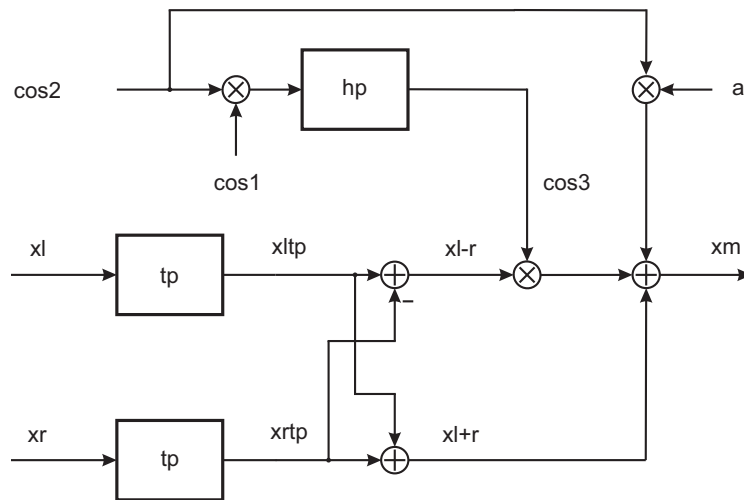 cos2
hp
a
cos1
cos3
xl
tp
xltp
xl-r
xm
–
xr
tp
xrtp
xl+r